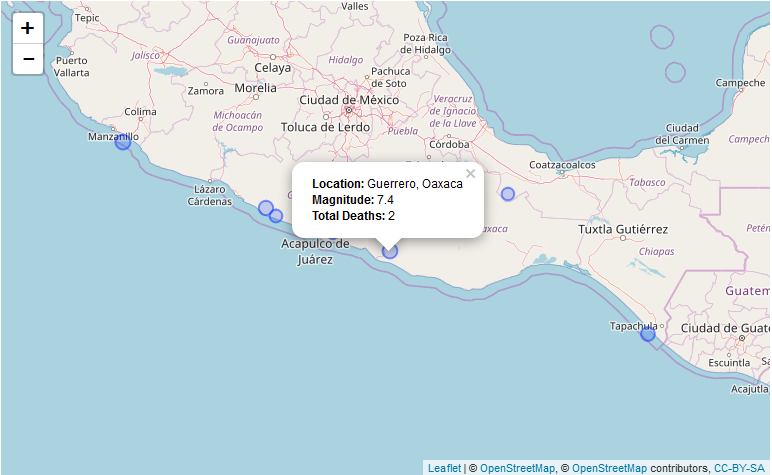 +
−
Tepic
Valles
Poza Rica
de Hidalgo
Guanajuato
Puerto
Vallarta
Jalisco
Hidalgo
Celaya
Pachuca
de Soto
Campeche
Zamora
Morelia
Ciudad de México
Veracruz
de Ignacio
de la Llave
Colima
Michoacán
de Ocampo
Toluca de Lerdo
Puebla
Manzanillo
Ciudad
del Carmen
Campeche
Córdoba
Coatzacoalcos
Lázaro
Cárdenas
Tabasco
×
Location: Guerrero, Oaxaca
Magnitude: 7.4
Total Deaths: 2
Tuxtla Gutiérrez
Petén
axaca
Acapulco de
Juárez
Chiapas
Guatem
Tapachula
Ciudad de Guate
Escuintla
Acajutla
Leaflet | © OpenStreetMap, © OpenStreetMap contributors, CC-BY-SA